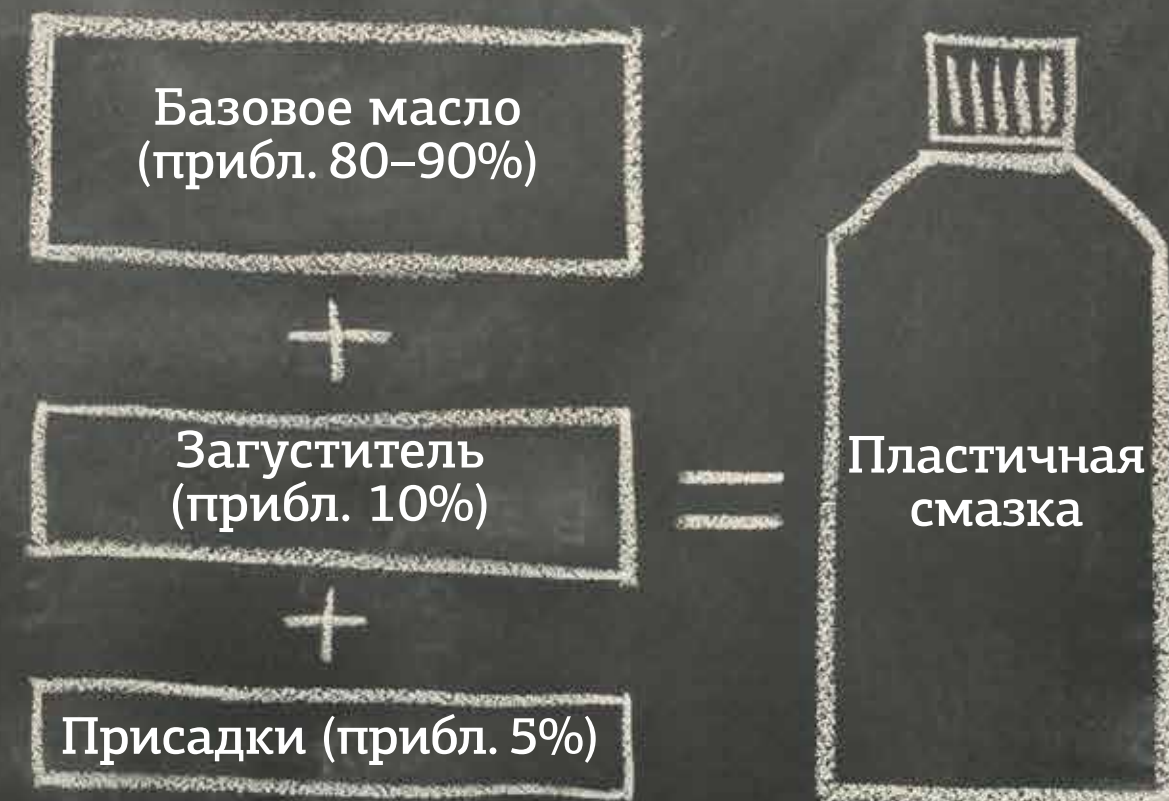 Базовое масло
(прибл. 80–90%)
+
Загуститель
(прибл. 10%)
+
Присадки (прибл. 5%)
=
Пластичная
смазка